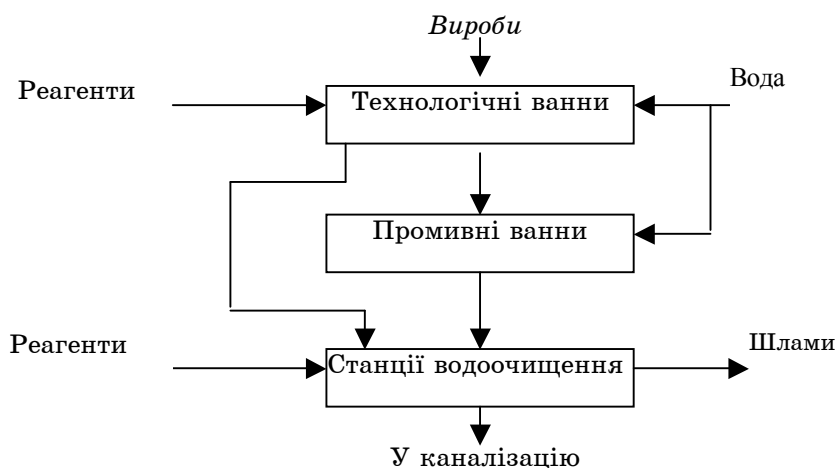 Вироби
Реагенти
Технологічні ванни
Вода
Промивні ванни
Реагенти
Станції водоочищення
Шлами
У каналізацію